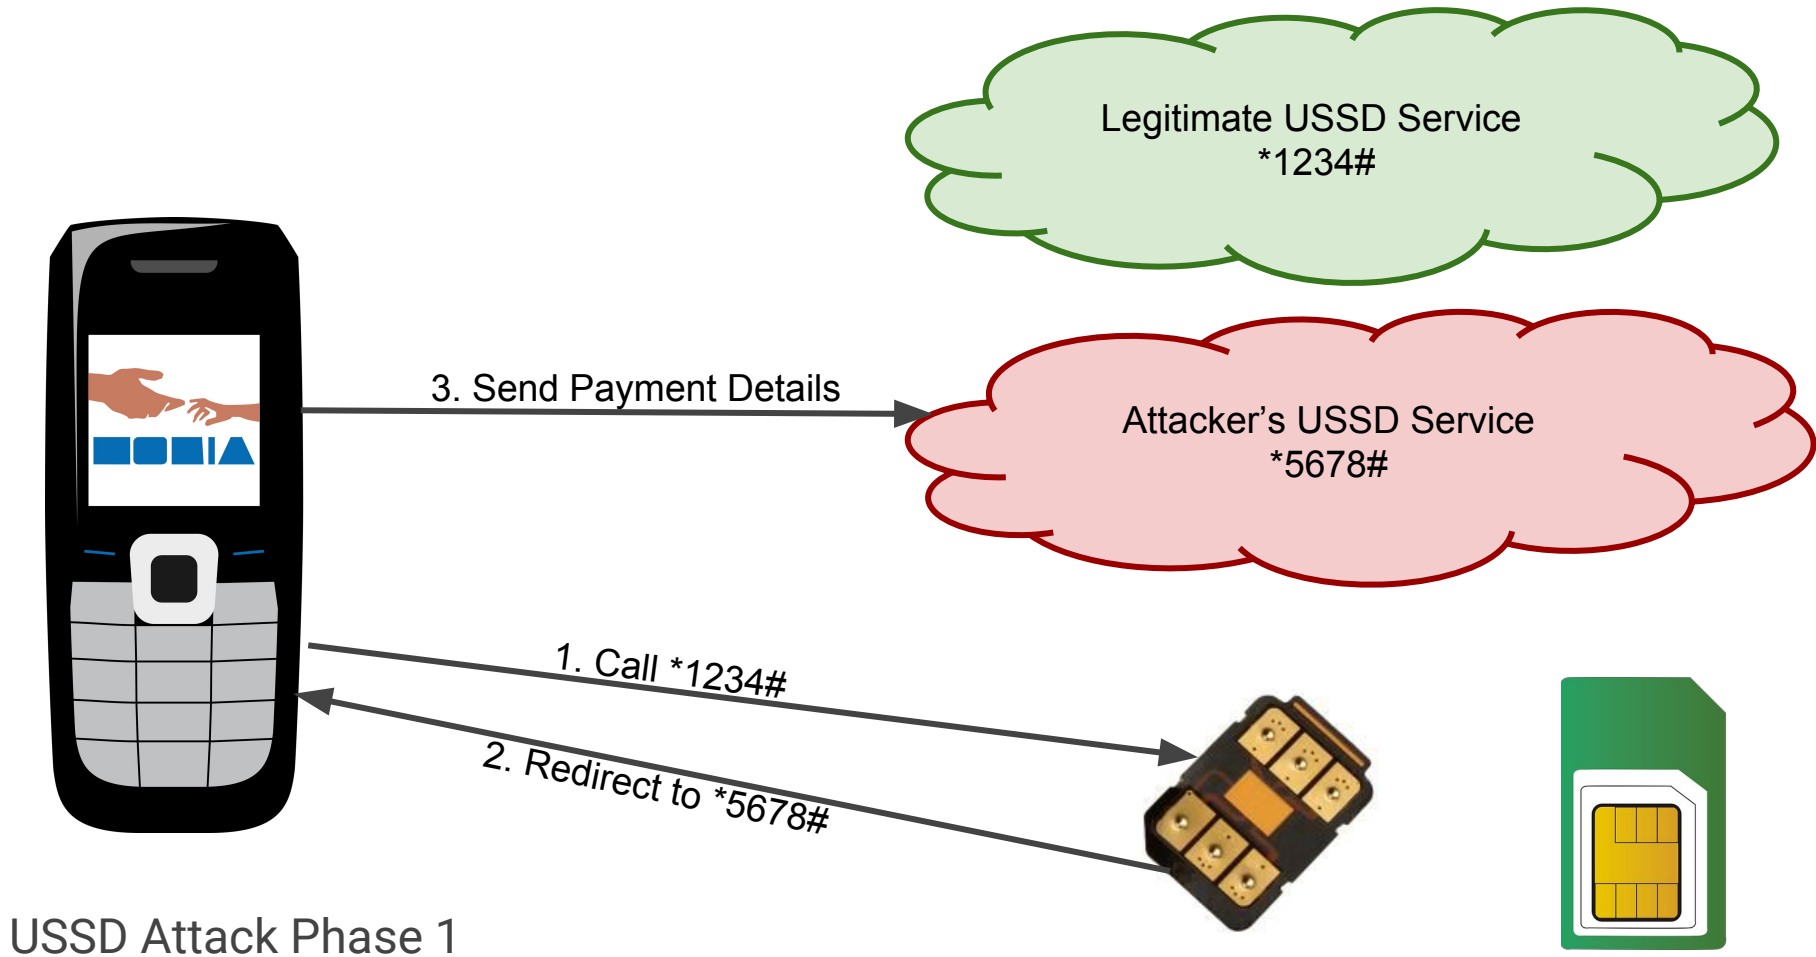 Legitimate USSD Service
*1234#
3. Send Payment Details
Attacker’s USSD Service
*5678#
1. Call *1234#
2. Redirect to *5678#
USSD Attack Phase 1